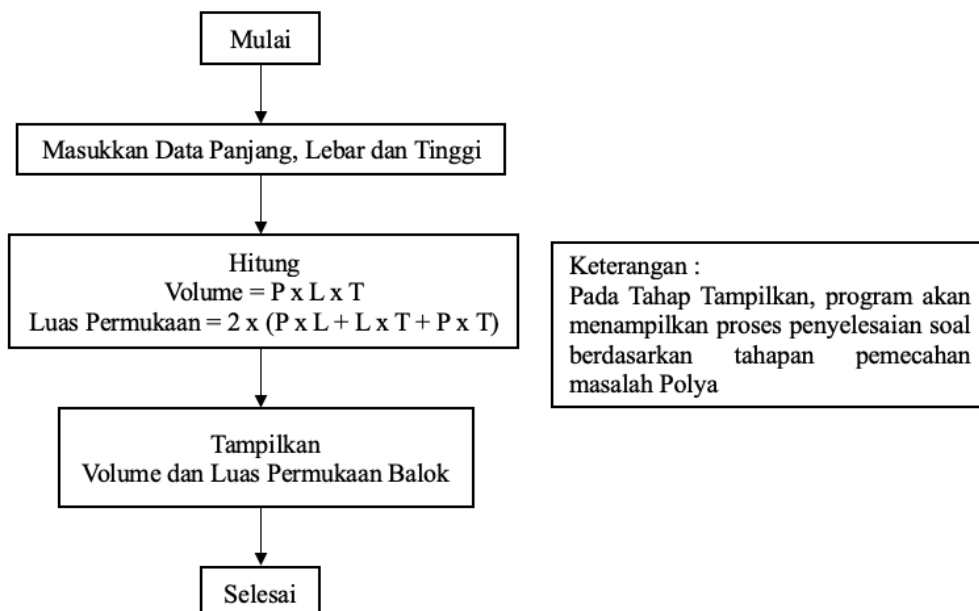 Mulai
Masukkan Data Panjang, Lebar dan Tinggi
Hitung
Volume = P x L x T
Luas Permukaan = 2 x (P x L + L x T + P x T)
Keterangan :
Pada Tahap Tampilkan, program akan
menampilkan proses penyelesaian soal
berdasarkan tahapan pemecahan
masalah Polya
Tampilkan
Volume dan Luas Permukaan Balok
Selesai